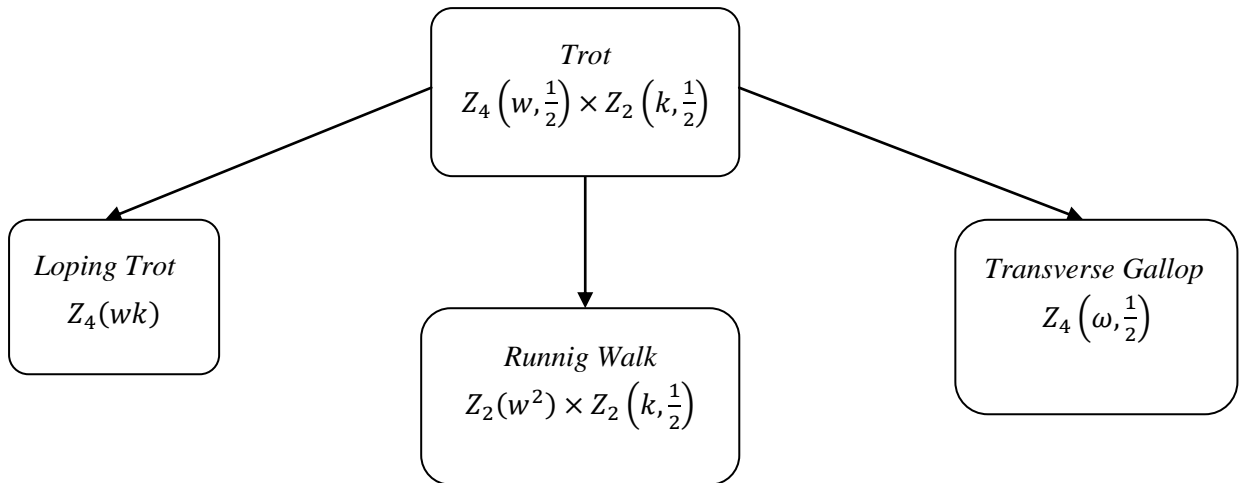 Trot
Z₄ (w, ½) × Z₂ (k, ½)
Loping Trot
Z₄(wk)
Runnig Walk
Z₂(w²) × Z₂ (k, ½)
Transverse Gallop
Z₄ (ω, ½)